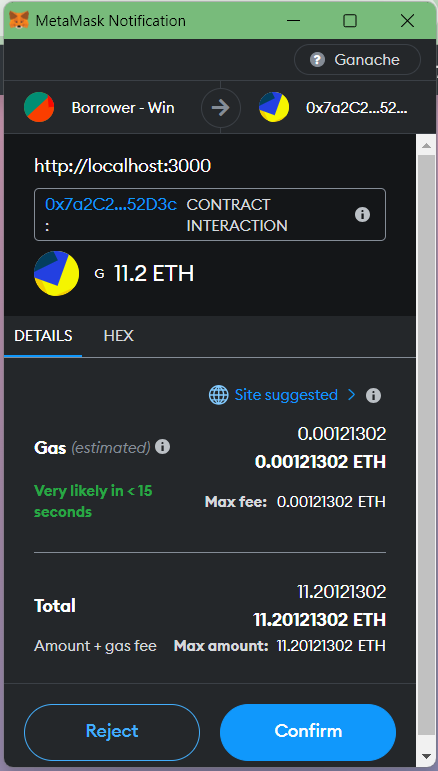 MetaMask Notification
Ganache
Borrower - Win
0x7a2C2...52...
http://localhost:3000
0x7a2C2...52D3c
: CONTRACT INTERACTION
G 11.2 ETH
DETAILS HEX
Site suggested >
Gas (estimated)
0.00121302
0.00121302 ETH
Very likely in < 15
seconds
Max fee: 0.00121302 ETH
Total
11.20121302
11.20121302 ETH
Amount + gas fee
Max amount: 11.20121302 ETH
Reject
Confirm